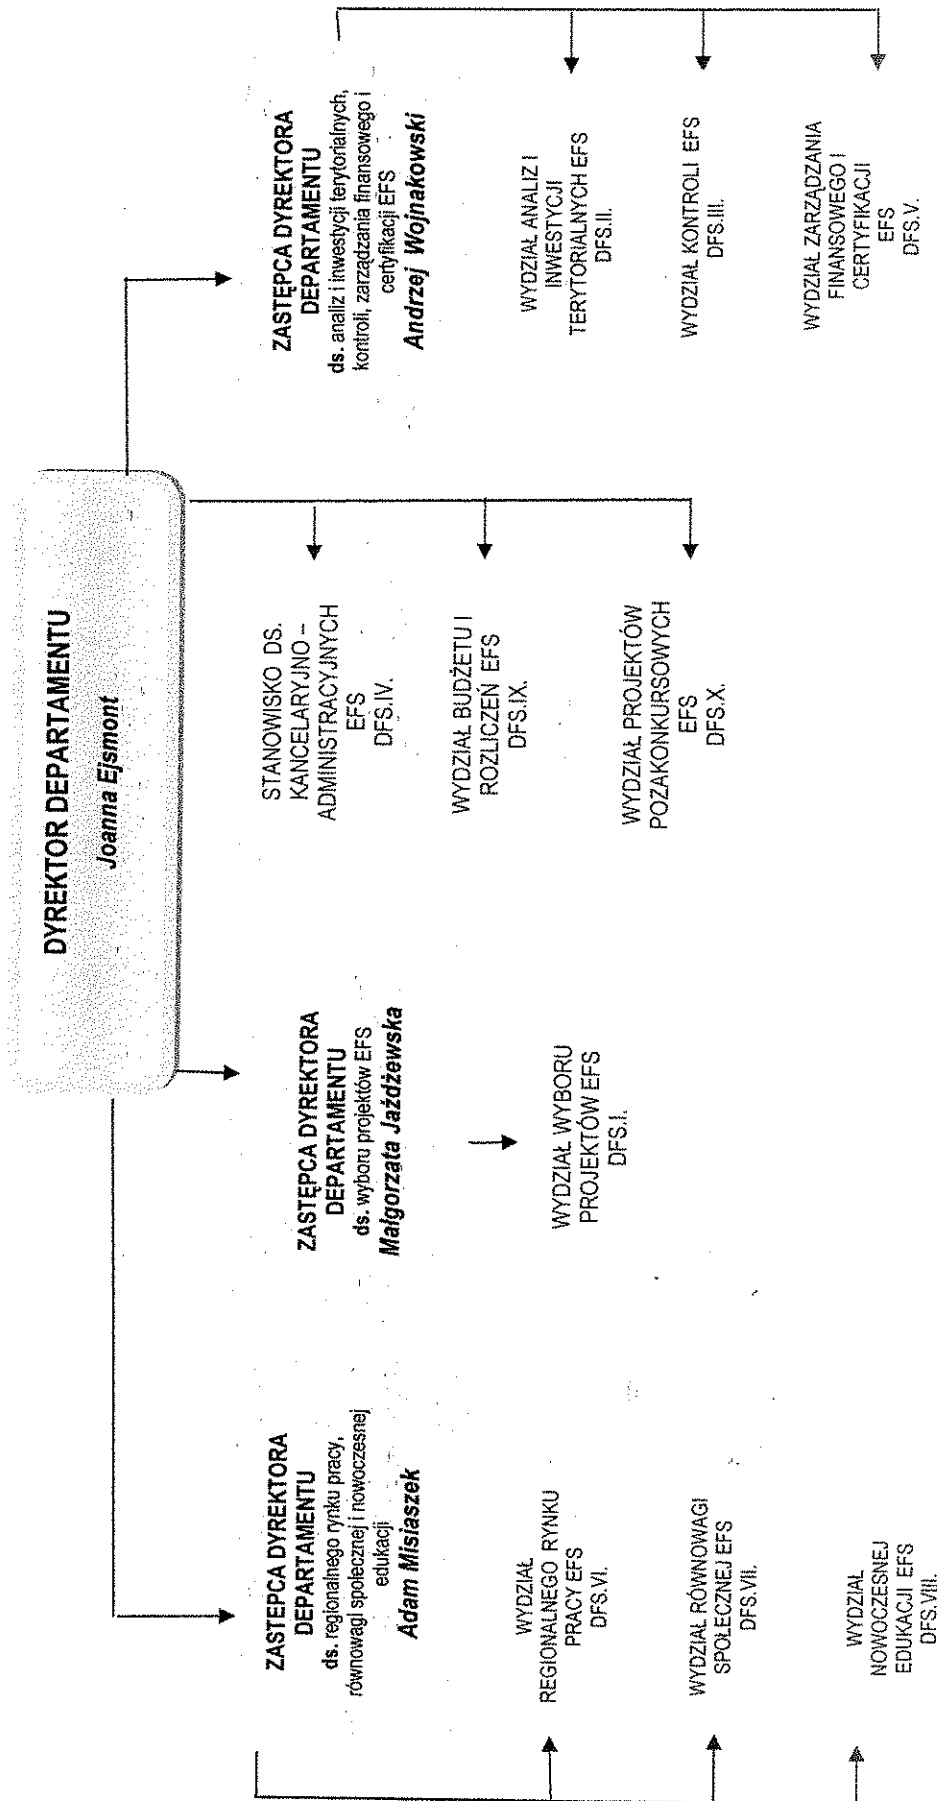 DYREKTOR DEPARTAMENTU
Joanna Ejsmont
ZASTĘPCA DYREKTORA
DEPARTAMENTU
ds. regionalnego rynku pracy,
równowagi społecznej i nowoczesnej
edukacji
Adam Misiaszek
WYDZIAŁ
REGIONALNEGO RYNKU
PRACY EFS
DFS.VI.
WYDZIAŁ RÓWNOWAGI
SPOŁECZNEJ EFS
DFS.VII.
WYDZIAŁ
NOWOCZESNEJ
EDUKACJI EFS
DFS.VIII.
ZASTĘPCA DYREKTORA
DEPARTAMENTU
ds. wyboru projektów EFS
Małgorzata Jażdżewska
WYDZIAŁ WYBORU
PROJEKTÓW EFS
DFS.I.
STANOWISKO DS.
KANCELARYJNO –
ADMINISTRACYJNYCH
EFS
DFS.IV.
WYDZIAŁ BUDŻETU I
ROZLICZEŃ EFS
DFS.IX.
WYDZIAŁ PROJEKTÓW
POZAKONKURSOWYCH
EFS
DFS.X.
ZASTĘPCA DYREKTORA
DEPARTAMENTU
ds. analiz i inwestycji terytorialnych,
kontroli, zarządzania finansowego i
certyfikacji EFS
Andrzej Wojnakowski
WYDZIAŁ ANALIZ I
INWESTYCJI
TERYTORIALNYCH EFS
DFS.II.
WYDZIAŁ KONTROLI EFS
DFS.III.
WYDZIAŁ ZARZĄDZANIA
FINANSOWEGO I
CERTYFIKACJI
EFS
DFS.V.